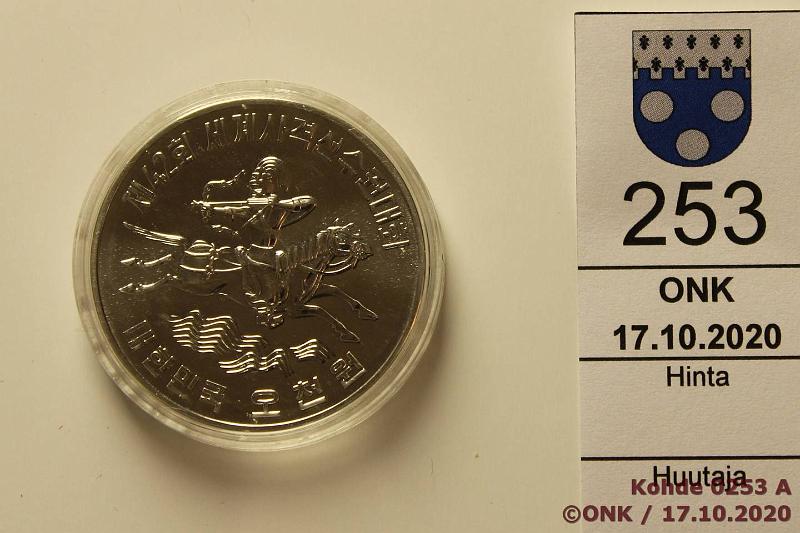 제42회 세계사격선수권대회
대한민국 오천원
253
ONK
17.10.2020
Hinta
Huutaja
Kohde 0253 A
©ONK / 17.10.2020